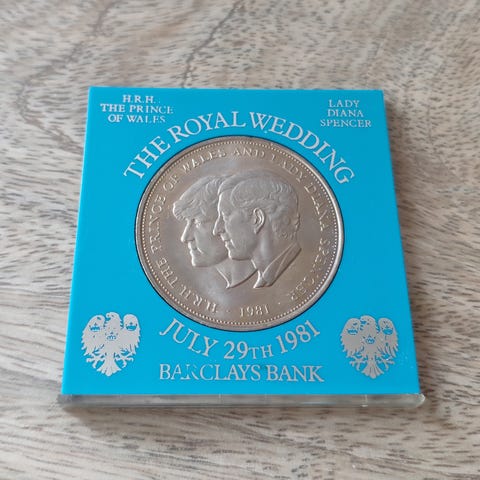 H.R.H.
THE PRINCE
OF WALES
LADY
DIANA
SPENCER
THE ROYAL WEDDING
H.R.H. THE PRINCE OF WALES AND LADY DIANA SPENCER
· 1981 ·
JULY 29TH 1981
BARCLAYS BANK